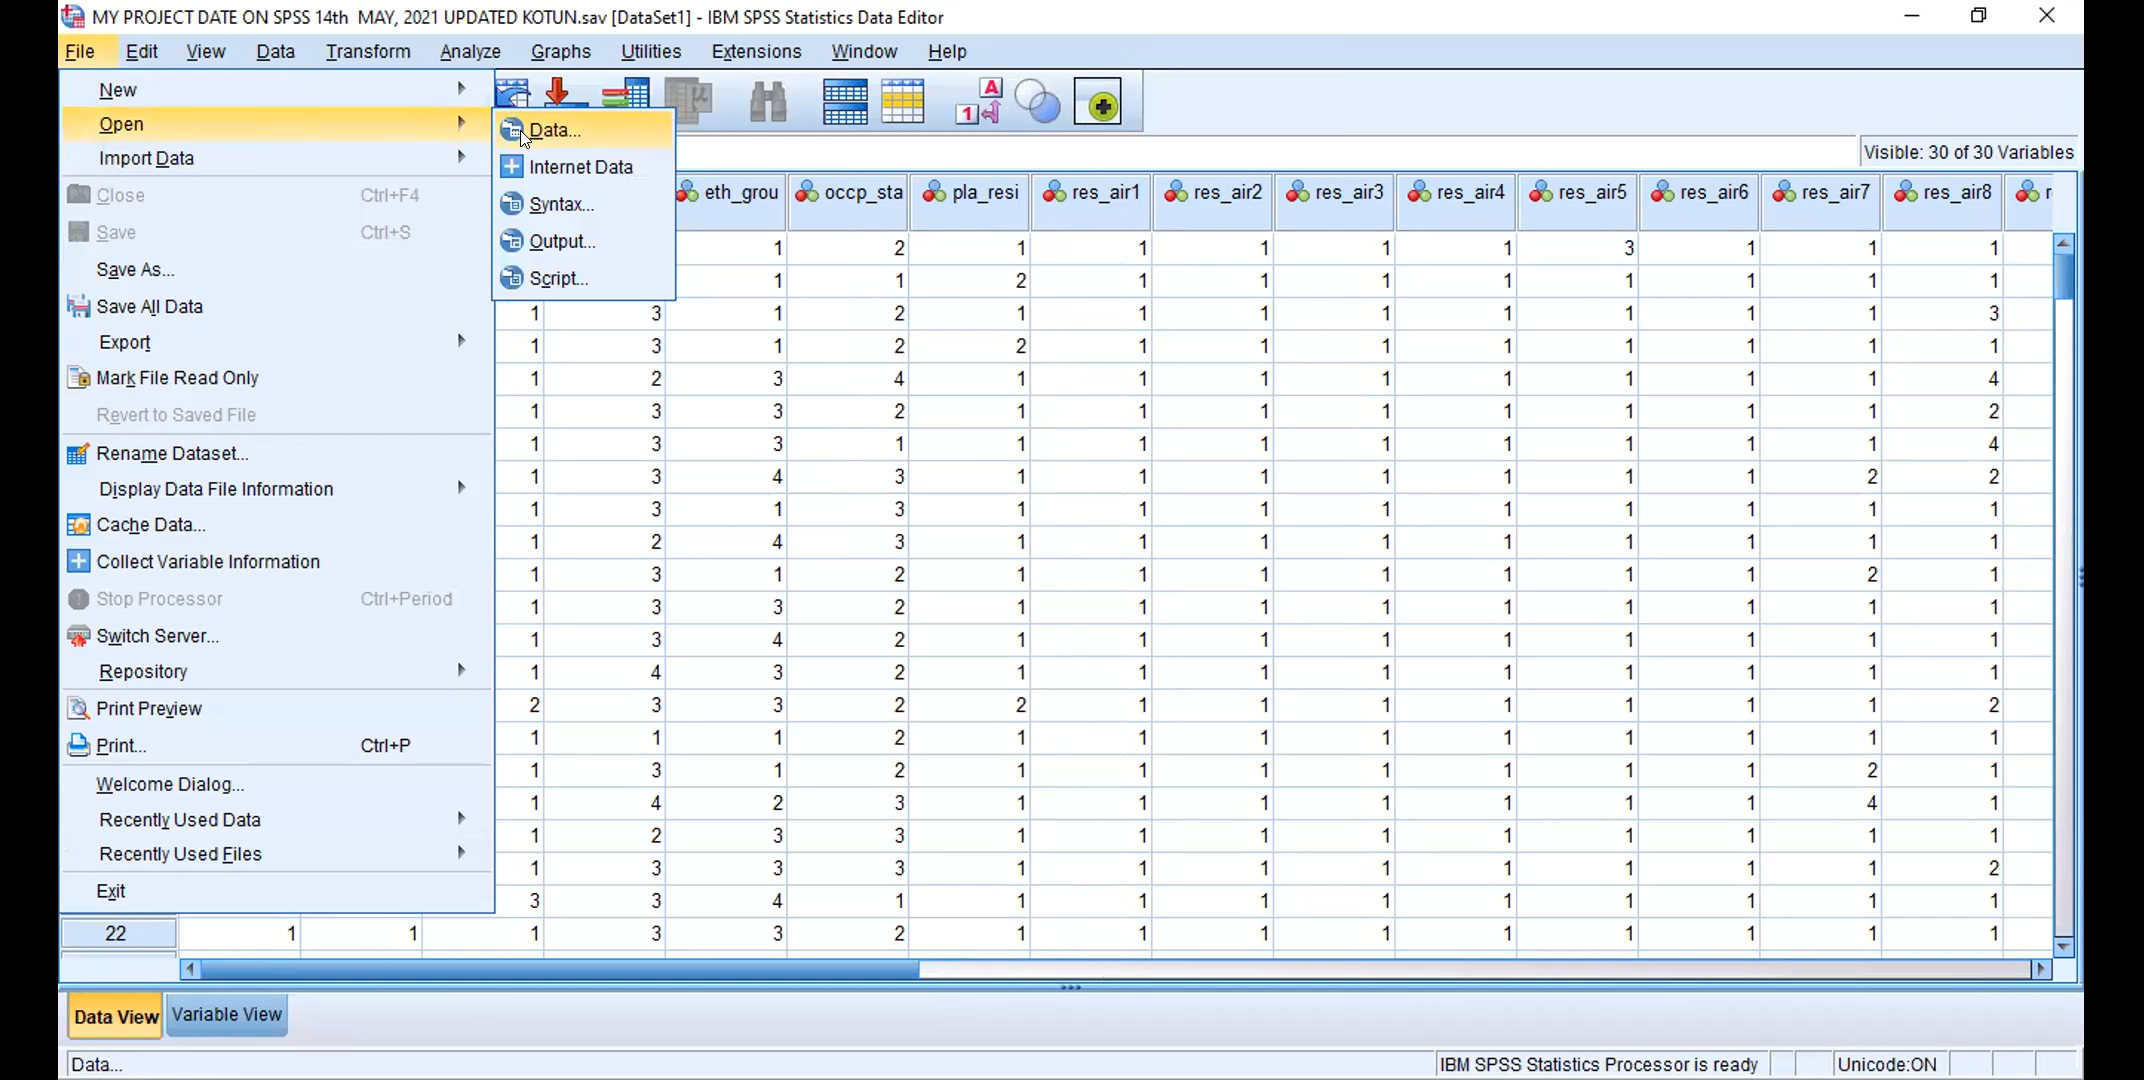 MY PROJECT DATE ON SPSS 14th  MAY, 2021 UPDATED KOTUN.sav [DataSet1] - IBM SPSS Statistics Data Editor
File Edit View Data Transform Analyze Graphs Utilities Extensions Window Help
New
Open
Import Data
Close Ctrl+F4
Save Ctrl+S
Save As...
Save All Data
Export
Mark File Read Only
Revert to Saved File
Rename Dataset...
Display Data File Information
Cache Data...
Collect Variable Information
Stop Processor Ctrl+Period
Switch Server...
Repository
Print Preview
Print... Ctrl+P
Welcome Dialog...
Recently Used Data
Recently Used Files
Exit
Data...
Internet Data
Syntax...
Output...
Script...
A
1
Visible: 30 of 30 Variables
eth_grou occp_sta pla_resi res_air1 res_air2 res_air3 res_air4 res_air5 res_air6 res_air7 res_air8
1 2 1 1 1 1 1 3 1 1 1
1 1 2 1 1 1 1 1 1 1 1
1 3 1 2 1 1 1 1 1 1 1 1 3
1 3 1 2 2 1 1 1 1 1 1 1 1
1 2 3 4 1 1 1 1 1 1 1 1 4
1 3 3 2 1 1 1 1 1 1 1 1 2
1 3 3 1 1 1 1 1 1 1 1 1 4
1 3 4 3 1 1 1 1 1 1 1 2 2
1 3 1 3 1 1 1 1 1 1 1 1 1
1 2 4 3 1 1 1 1 1 1 1 1 1
1 3 1 2 1 1 1 1 1 1 1 2 1
1 3 3 2 1 1 1 1 1 1 1 1 1
1 3 4 2 1 1 1 1 1 1 1 1 1
1 4 3 2 1 1 1 1 1 1 1 1 1
2 3 3 2 2 1 1 1 1 1 1 1 2
1 1 1 2 1 1 1 1 1 1 1 1 1
1 3 1 2 1 1 1 1 1 1 1 2 1
1 4 2 3 1 1 1 1 1 1 1 4 1
1 2 3 3 1 1 1 1 1 1 1 1 1
1 3 3 3 1 1 1 1 1 1 1 1 2
3 3 4 1 1 1 1 1 1 1 1 1 1
22 1 1 1 3 3 2 1 1 1 1 1 1 1 1 1
Data View Variable View
Data... IBM SPSS Statistics Processor is ready Unicode:ON